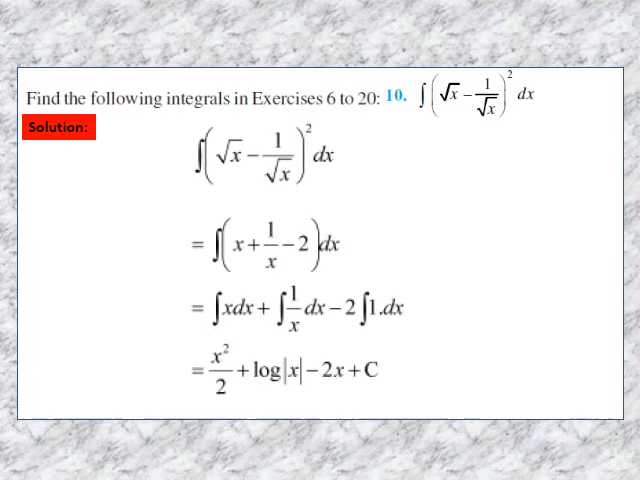 Find the following integrals in Exercises 6 to 20: 10. ∫(√x − 1/√x)² dx
Solution:
∫(√x − 1/√x)² dx
= ∫(x + 1/x − 2)dx
= ∫xdx + ∫1/x dx − 2∫1.dx
= x²/2 + log|x| − 2x + C